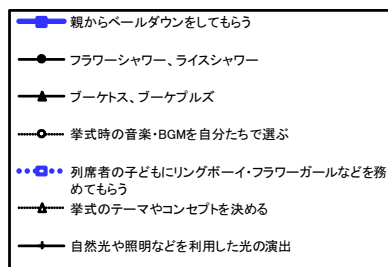 親からベールダウンをしてもらう
フラワーシャワー、ライスシャワー
ブーケトス、ブーケプルズ
挙式時の音楽・BGMを自分たちで選ぶ
列席者の子どもにリングボーイ・フラワーガールなどを務
めてもらう
挙式のテーマやコンセプトを決める
自然光や照明などを利用した光の演出